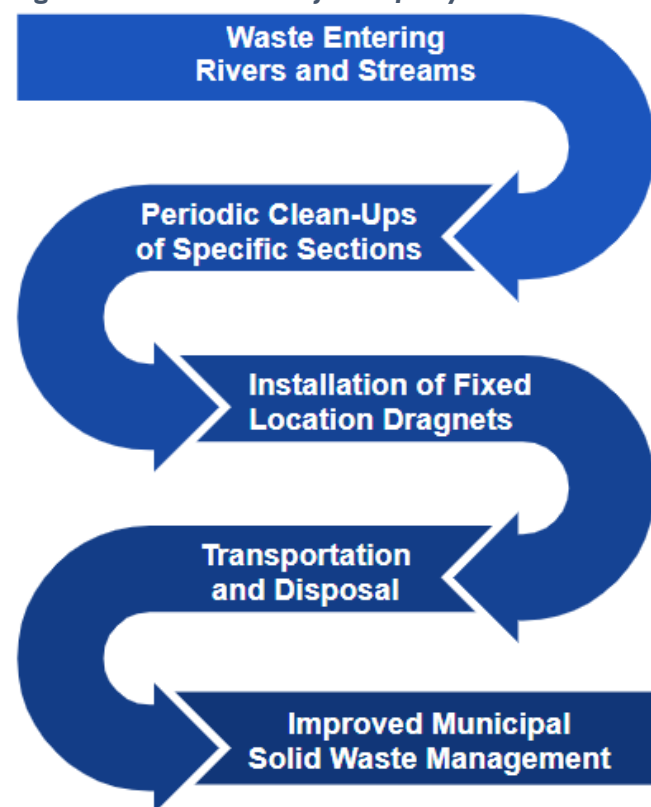 Waste Entering
Rivers and Streams
Periodic Clean-Ups
of Specific Sections
Installation of Fixed
Location Dragnets
Transportation
and Disposal
Improved Municipal
Solid Waste Management